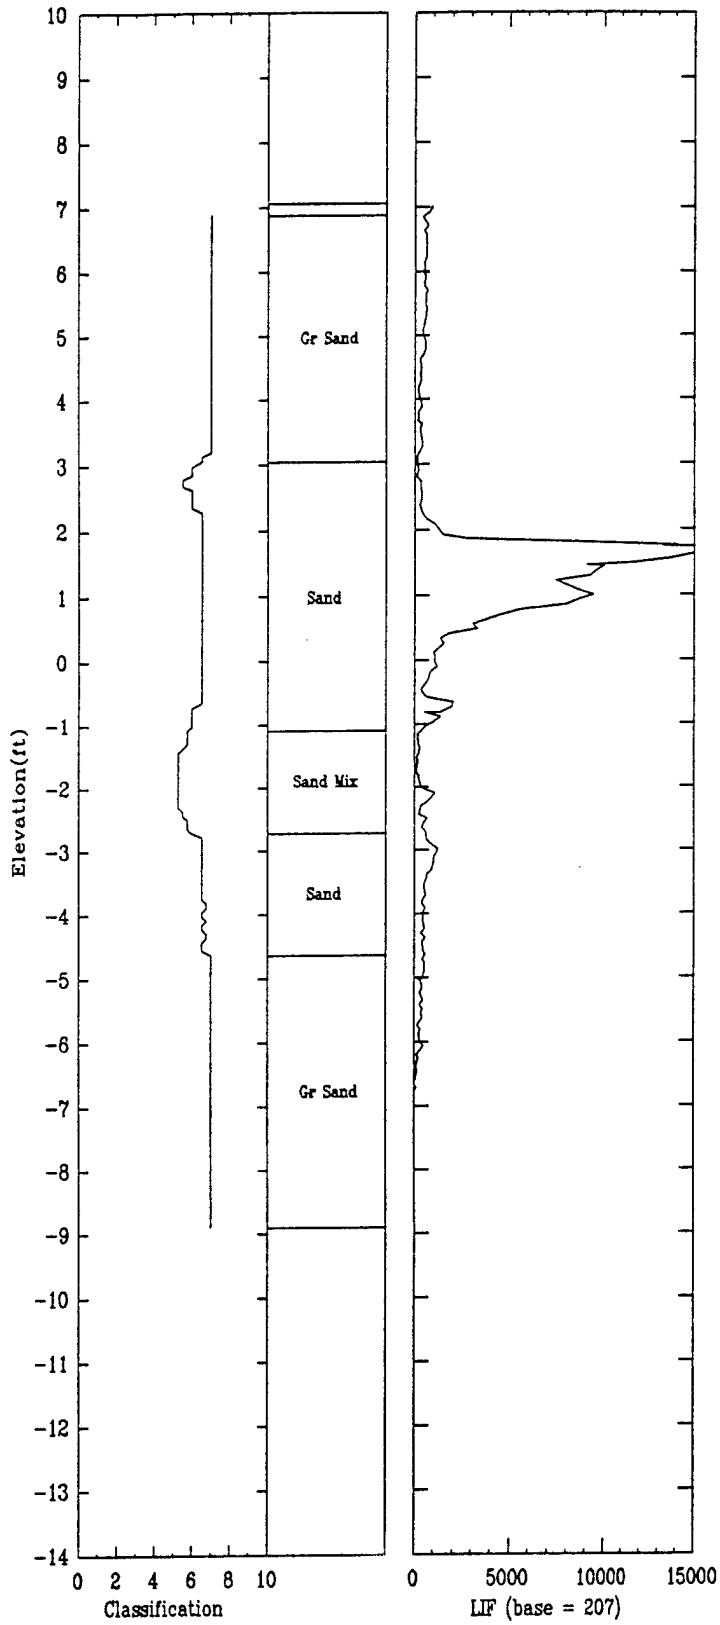 10
9
8
7
6
5
4
3
2
1
0
-1
-2
-3
-4
-5
-6
-7
-8
-9
-10
-11
-12
-13
-14
Elevation(ft)
Gr Sand
Sand
Sand Mix
Sand
Gr Sand
0 2 4 6 8 10
Classification
0 5000 10000 15000
LIF (base = 207)